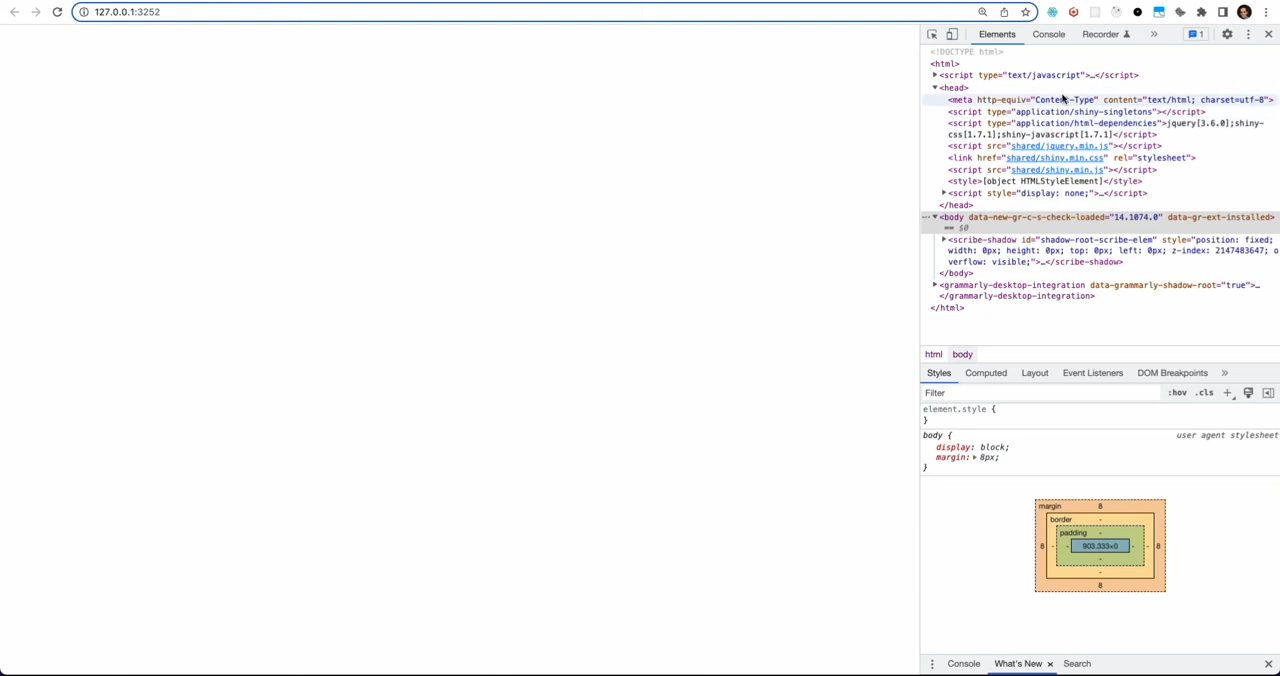 127.0.0.1:3252
Elements
Console
Recorder
»
1
<!DOCTYPE html>
<html>
<script type="text/javascript">…</script>
<head>
<meta http-equiv="Content-Type" content="text/html; charset=utf-8">
<script type="application/shiny-singletons"></script>
<script type="application/html-dependencies">jquery[3.6.0];shiny-
css[1.7.1];shiny-javascript[1.7.1]</script>
<script src="shared/jquery.min.js"></script>
<link href="shared/shiny.min.css" rel="stylesheet">
<script src="shared/shiny.min.js"></script>
<style>[object HTMLStyleElement]</style>
<script style="display: none;">…</script>
</head>
<body data-new-gr-c-s-check-loaded="14.1074.0" data-gr-ext-installed>
== $0
<scribe-shadow id="shadow-root-scribe-elem" style="position: fixed;
width: 0px; height: 0px; top: 0px; left: 0px; z-index: 2147483647; o
verflow: visible;">…</scribe-shadow>
</body>
<grammarly-desktop-integration data-grammarly-shadow-root="true">…
</grammarly-desktop-integration>
</html>
html
body
Styles
Computed
Layout
Event Listeners
DOM Breakpoints
»
Filter
:hov
.cls
+
element.style {
}
body {
user agent stylesheet
display: block;
margin: 8px;
}
margin
8
border
-
padding
-
8
-
-
903.333×0
-
-
8
-
-
8
Console
What's New
Search